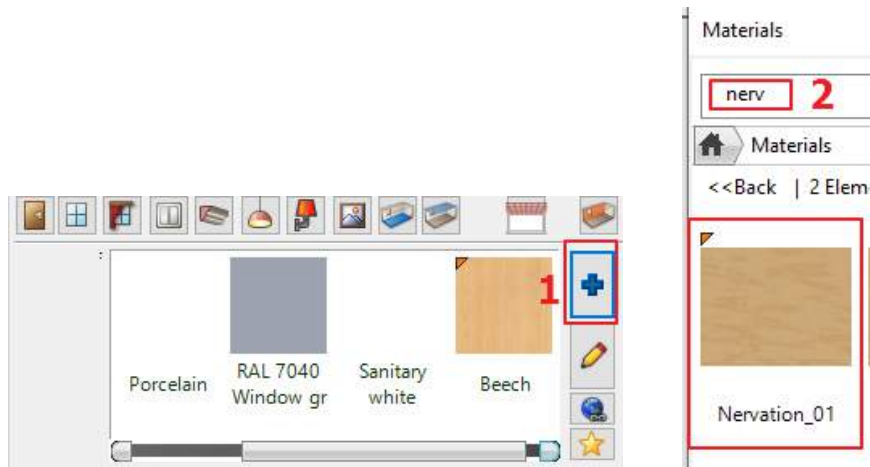 Materials
nerv
2
Materials
<<Back | 2 Elem
Nervation_01
1
Porcelain
RAL 7040
Window gr
Sanitary
white
Beech